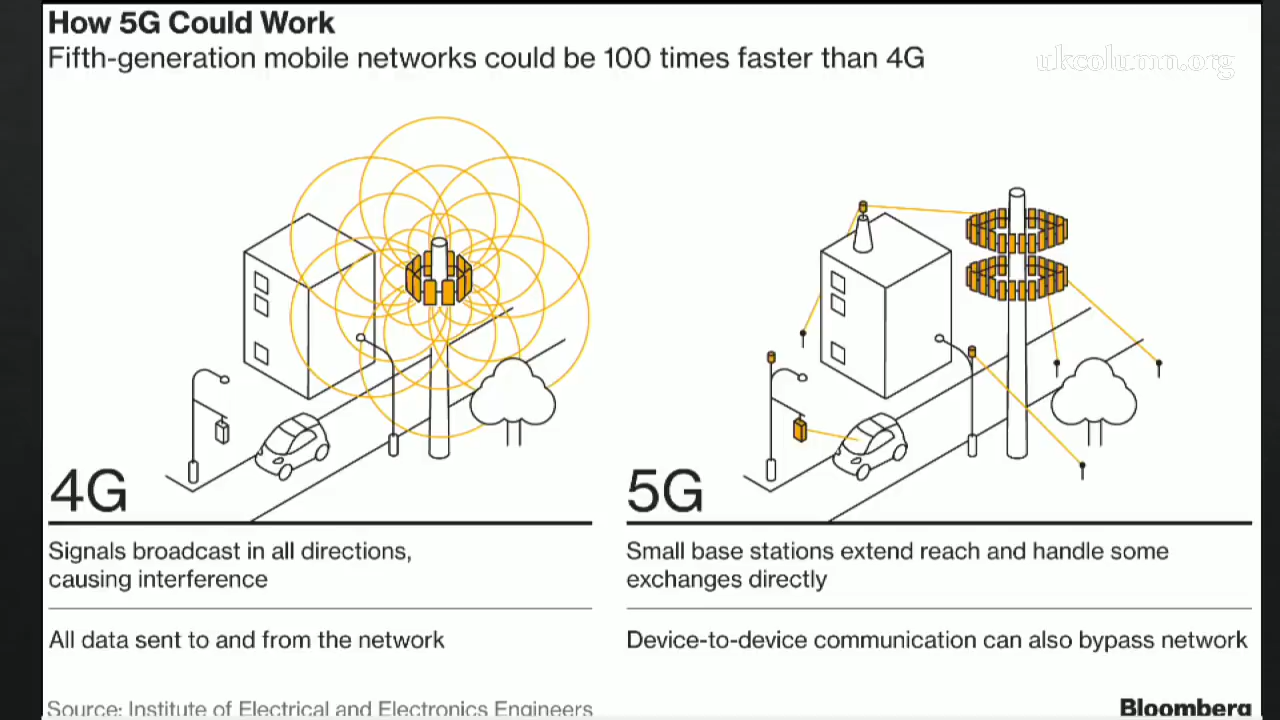 How 5G Could Work
Fifth-generation mobile networks could be 100 times faster than 4G
ukcolumn.org
4G
Signals broadcast in all directions,
causing interference
All data sent to and from the network
5G
Small base stations extend reach and handle some
exchanges directly
Device-to-device communication can also bypass network
Source: Institute of Electrical and Electronics Engineers
Bloomberg